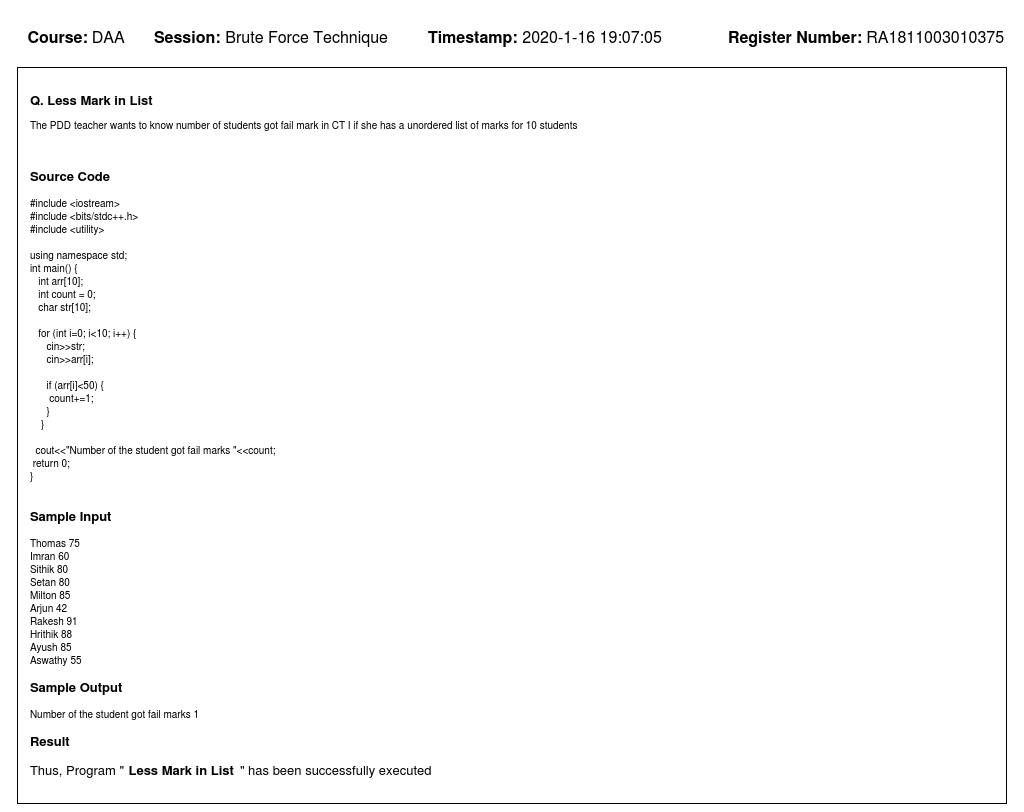 Course: DAA Session: Brute Force Technique Timestamp: 2020-1-16 19:07:05 Register Number: RA1811003010375
Q. Less Mark in List
The PDD teacher wants to know number of students got fail mark in CT I if she has a unordered list of marks for 10 students
Source Code
#include <iostream>
#include <bits/stdc++.h>
#include <utility>
using namespace std;
int main() {
int arr[10];
int count = 0;
char str[10];
for (int i=0; i<10; i++) {
cin>>str;
cin>>arr[i];
if (arr[i]<50) {
count+=1;
}
}
cout<<"Number of the student got fail marks "<<count;
return 0;
}
Sample Input
Thomas 75
Imran 60
Sithik 80
Setan 80
Milton 85
Arjun 42
Rakesh 91
Hrithik 88
Ayush 85
Aswathy 55
Sample Output
Number of the student got fail marks 1
Result
Thus, Program " Less Mark in List " has been successfully executed